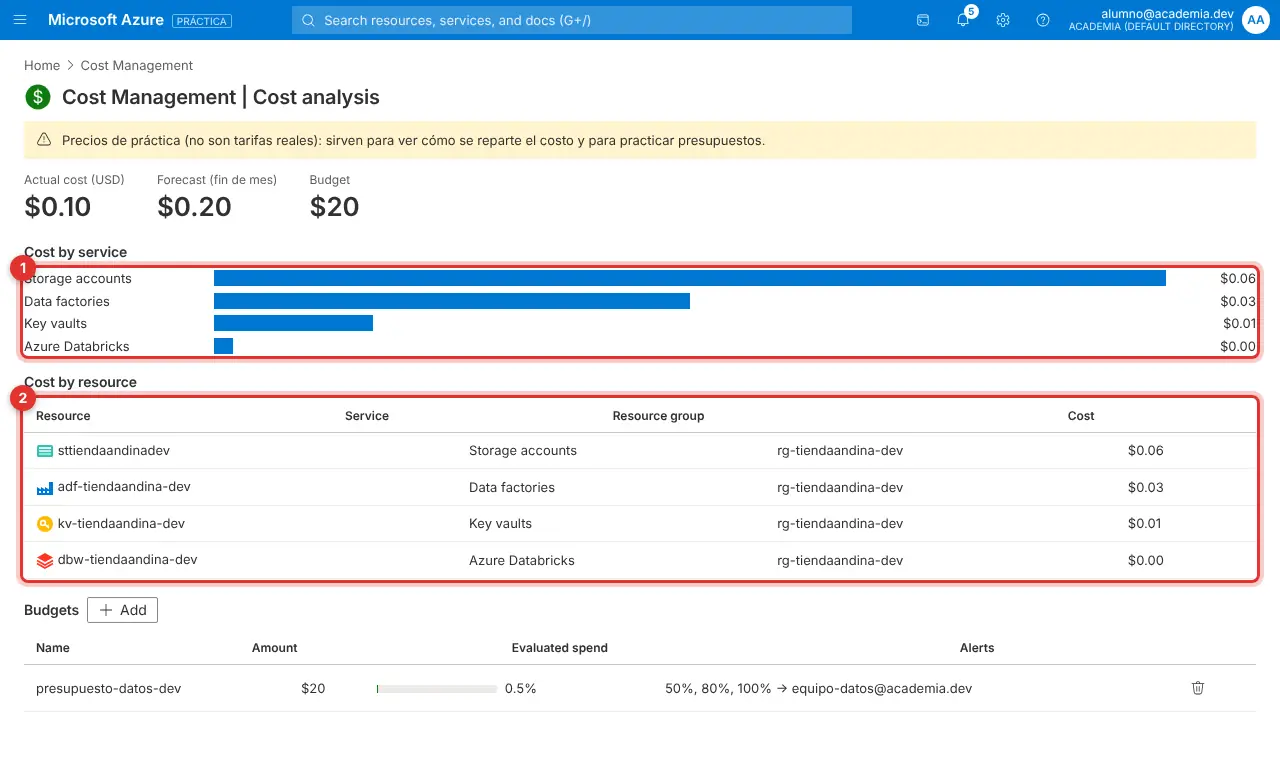 Microsoft Azure PRÁCTICA Search resources, services, and docs (G+/) 5 alumno@academia.dev
ACADEMIA (DEFAULT DIRECTORY) AA
Home > Cost Management
$ Cost Management | Cost analysis
Precios de práctica (no son tarifas reales): sirven para ver cómo se reparte el costo y para practicar presupuestos.
Actual cost (USD) Forecast (fin de mes) Budget
$0.10 $0.20 $20
Cost by service
1
Storage accounts $0.06
Data factories $0.03
Key vaults $0.01
Azure Databricks $0.00
Cost by resource
2
Resource Service Resource group Cost
sttiendaandinadev Storage accounts rg-tiendaandina-dev $0.06
adf-tiendaandina-dev Data factories rg-tiendaandina-dev $0.03
kv-tiendaandina-dev Key vaults rg-tiendaandina-dev $0.01
dbw-tiendaandina-dev Azure Databricks rg-tiendaandina-dev $0.00
Budgets + Add
Name Amount Evaluated spend Alerts
presupuesto-datos-dev $20 0.5% 50%, 80%, 100% → equipo-datos@academia.dev